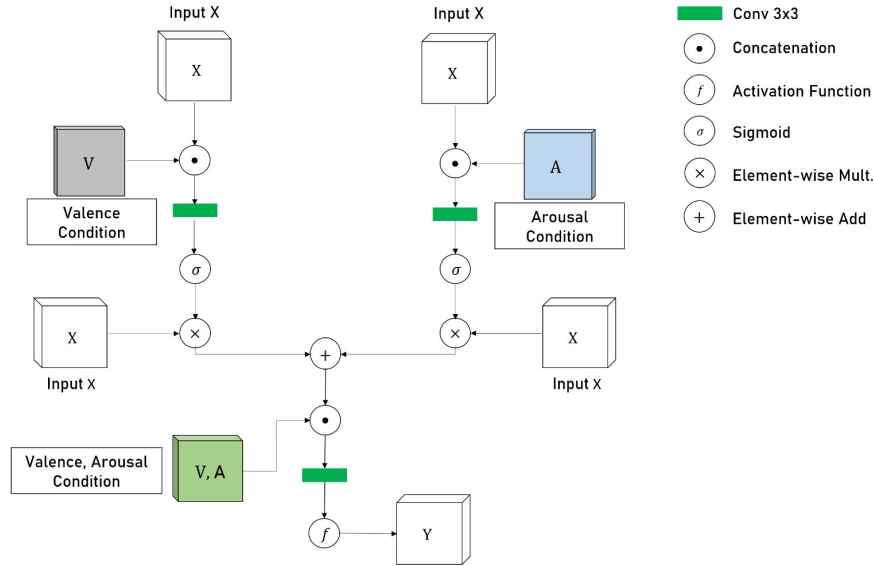 Input X
Input X
Conv 3x3
X
X
Concatenation
f
Activation Function
σ
Sigmoid
V
A
Valence
Condition
Arousal
Condition
×
Element-wise Mult.
+
Element-wise Add
σ
σ
X
×
×
X
Input X
Input X
+
Valence, Arousal
Condition
V, A
f
Y